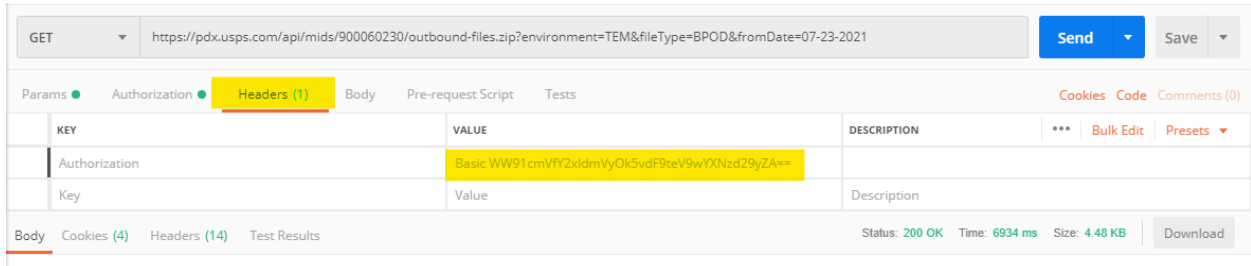 GET https://pdx.usps.com/api/mids/900060230/outbound-files.zip?environment=TEM&fileType=BPOD&fromDate=07-23-2021 Send Save
Params Authorization Headers (1) Body Pre-request Script Tests Cookies Code Comments (0)
KEY VALUE DESCRIPTION ••• Bulk Edit Presets
Authorization Basic WW91cmVfY2xldmVyOk5vdF9teV9wYXNzd29yZA==
Key Value Description
Body Cookies (4) Headers (14) Test Results Status: 200 OK Time: 6934 ms Size: 4.48 KB Download